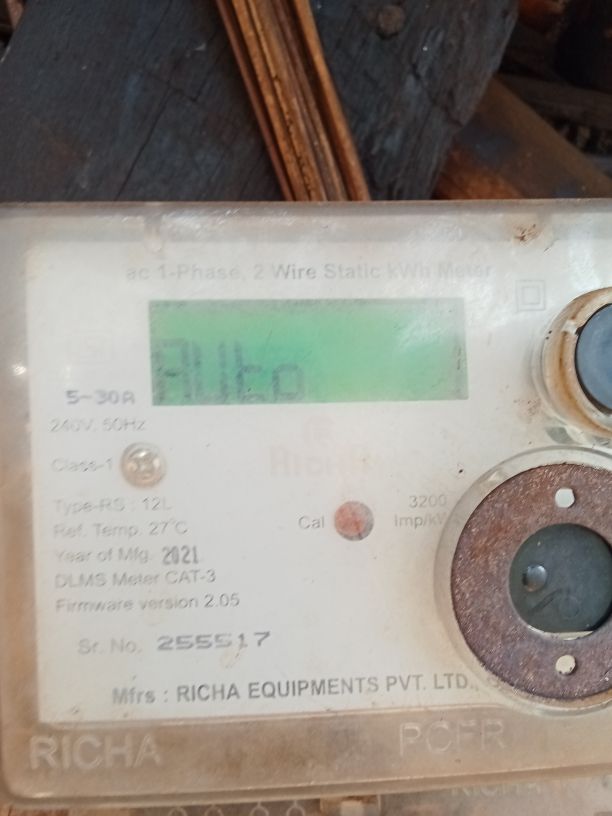 ac 1-Phase, 2 Wire Static kWh Meter
Auto
5-30A
240V, 50Hz
RICHA
Class-1
Type-RS : 12L
3200
Cal
Ref. Temp. 27°C
Year of Mfg. 2021
DLMS Meter CAT-3
Firmware version 2.05
Sr. No. 255517
Mfrs : RICHA EQUIPMENTS PVT. LTD.,
RICHA PCFR
RICHA